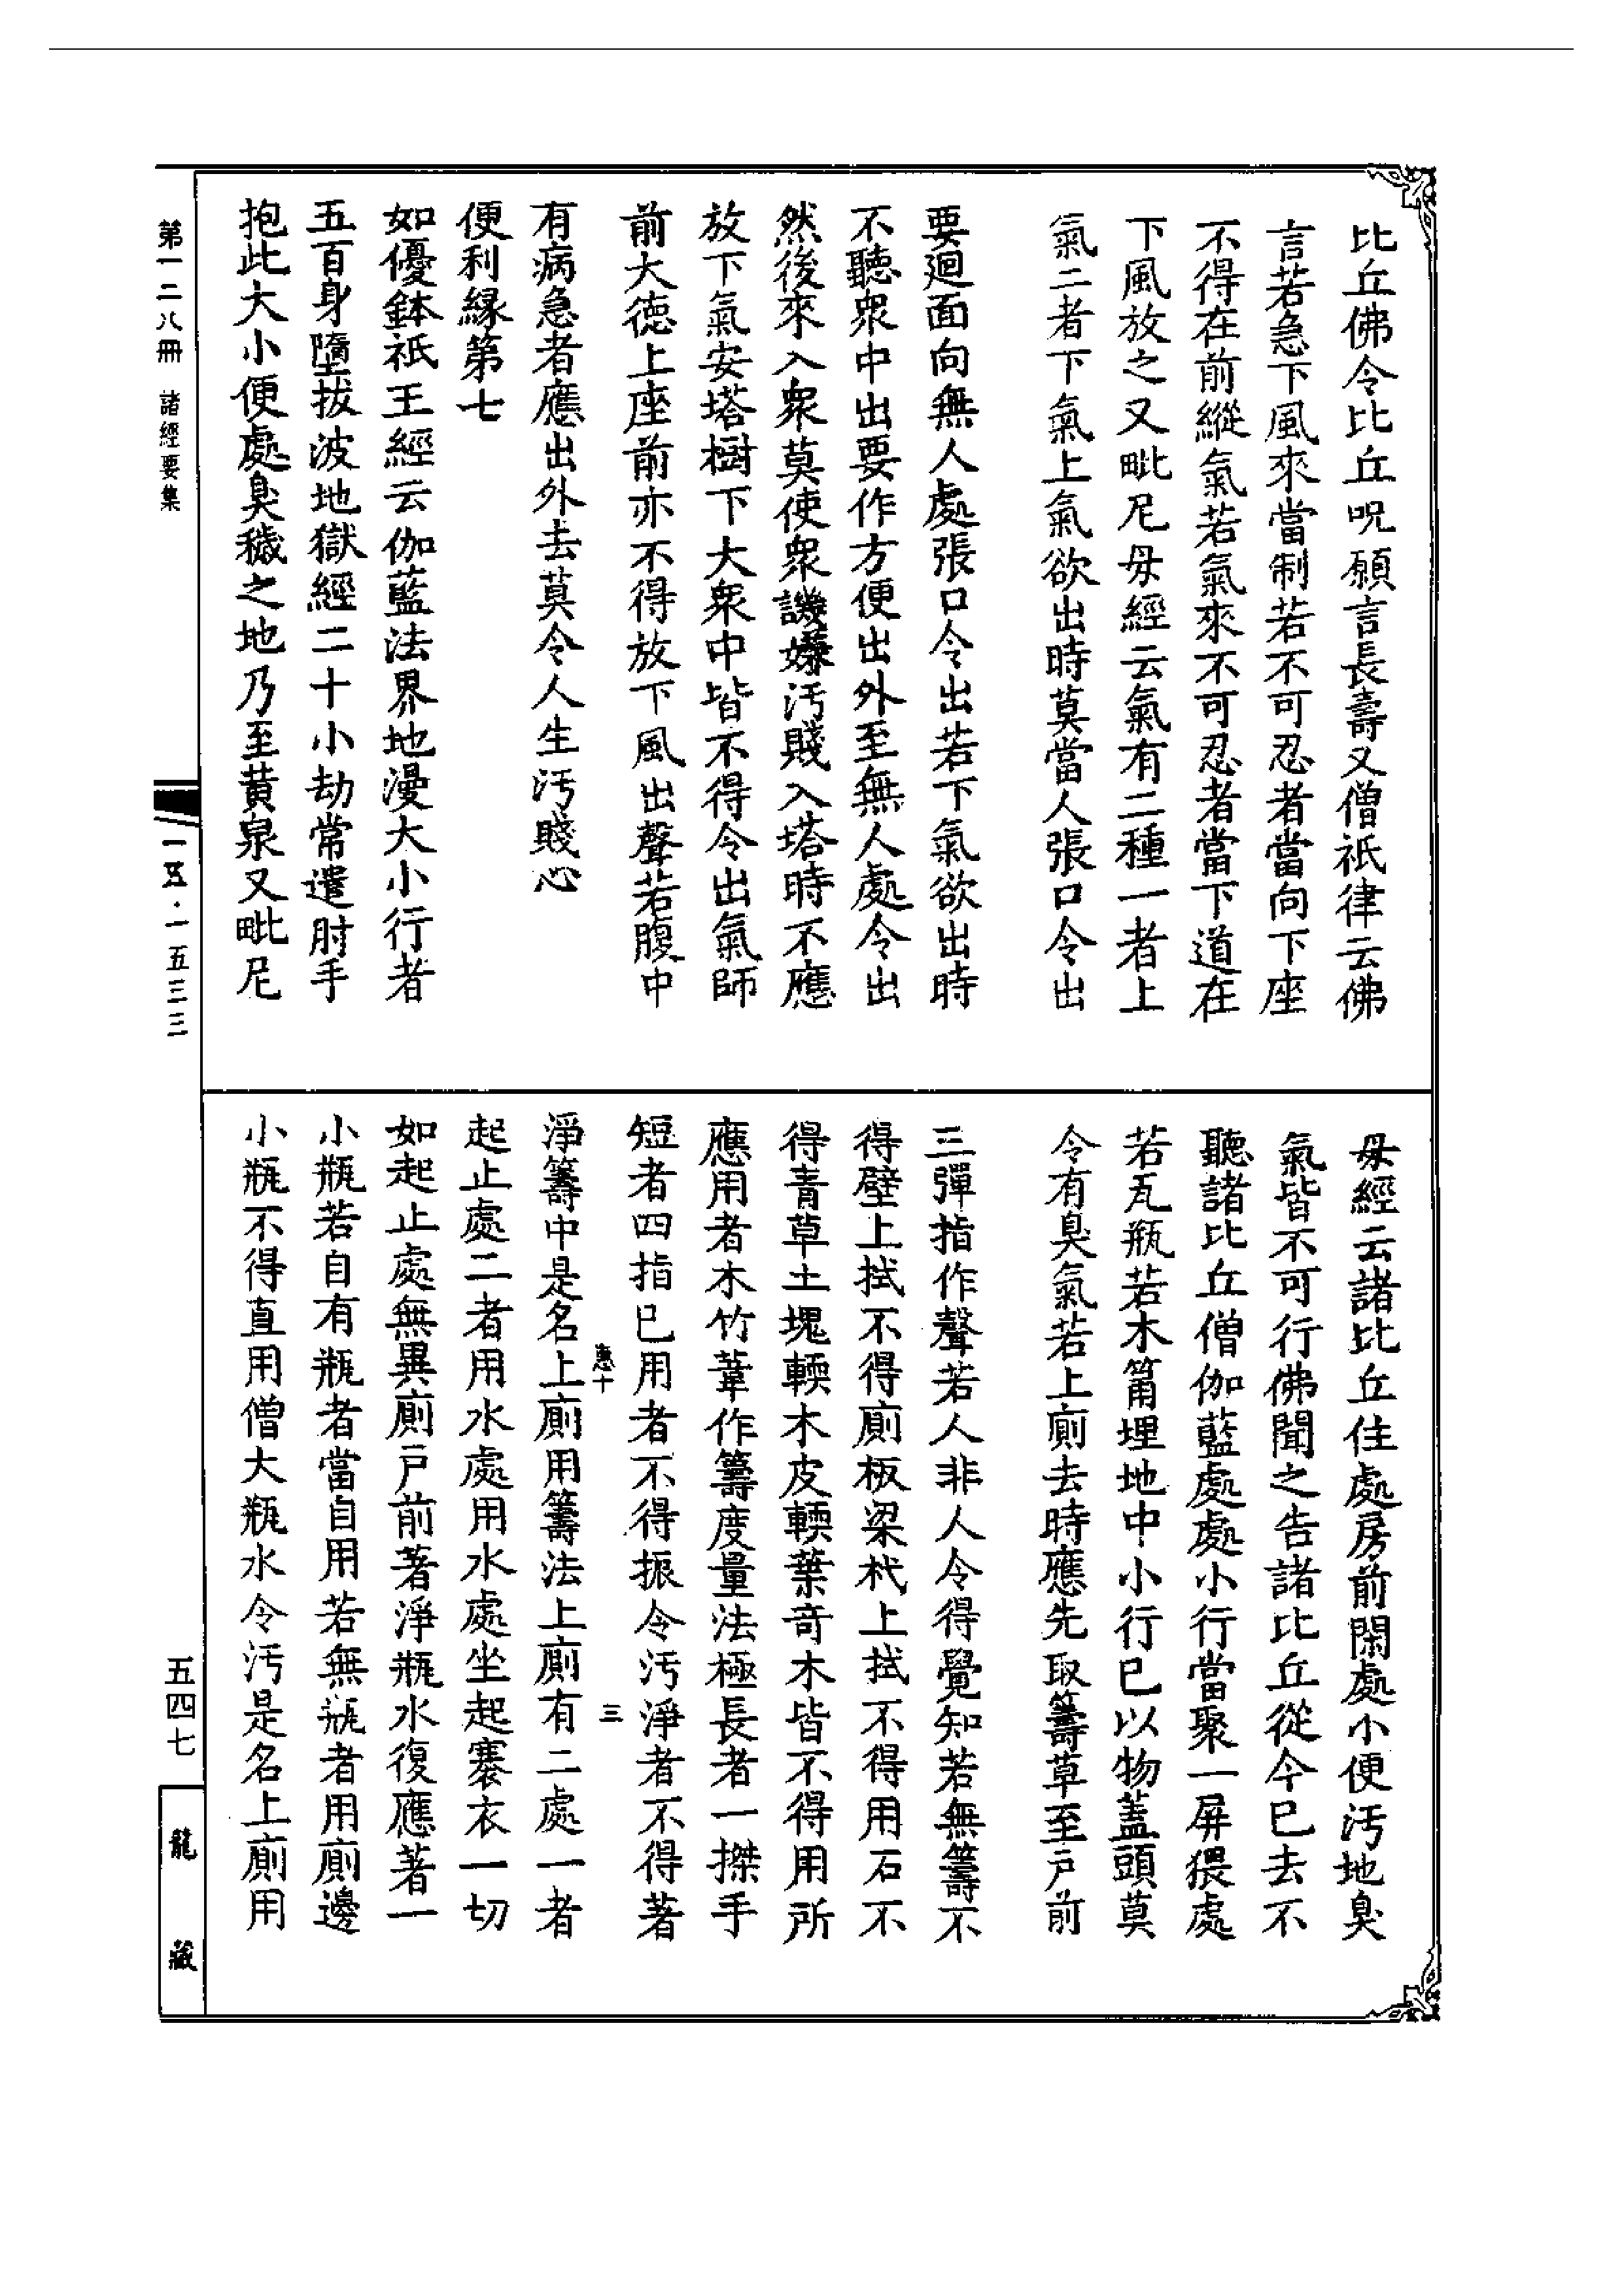 比丘佛令比丘呪願言長壽又僧祇律云佛
言若急下風來當制若不可忍者當向下座
不得在前縱氣若氣來不可忍者當下道在
下風放之又毗尼母經云氣有二種一者上
氣二者下氣上氣欲出時莫當人張口令出
要迴面向無人處張口令出若下氣欲出時
不聽衆中出要作方便出外至無人處令出
然後來入衆莫使衆譏嫌汚賤入塔時不應
放下氣安塔樹下大衆中皆不得令出氣師
前大德上座前亦不得放下風出聲若腹中
有病急者應出外去莫令人生汚賤心
便利縁第七
如優鉢祇王經云伽藍法界地漫大小行者
五百身墮拔波地獄經二十小劫常遣肘手
抱此大小便處臭穢之地乃至黄泉又毗尼
母經云諸比丘住處房前閑處小便汚地臭
氣皆不可行佛聞之告諸比丘從今已去不
聽諸比丘僧伽藍處處小行當聚一屏猥處
若瓦瓶若木筩埋地中小行已以物蓋頭莫
令有臭氣若上廁去時應先取籌草至户前
三彈指作聲若人非人令得覺知若無籌不
得壁上拭不得廁板梁栿上拭不得用石不
得青草土塊輭木皮輭葉奇木皆不得用所
應用者木竹葦作籌度量法極長者一搩手
短者四指已用者不得振令汚淨者不得著
惠十
三
淨籌中是名上廁用籌法上廁有二處一者
起止處二者用水處用水處坐起褰衣一切
如起止處無異廁户前著淨瓶水復應著一
小瓶若自有瓶者當自用若無瓶者用廁邊
小瓶不得直用僧大瓶水令汚是名上廁用
第一二八冊 諸經要集
一五·一五三三
五四七
龍藏